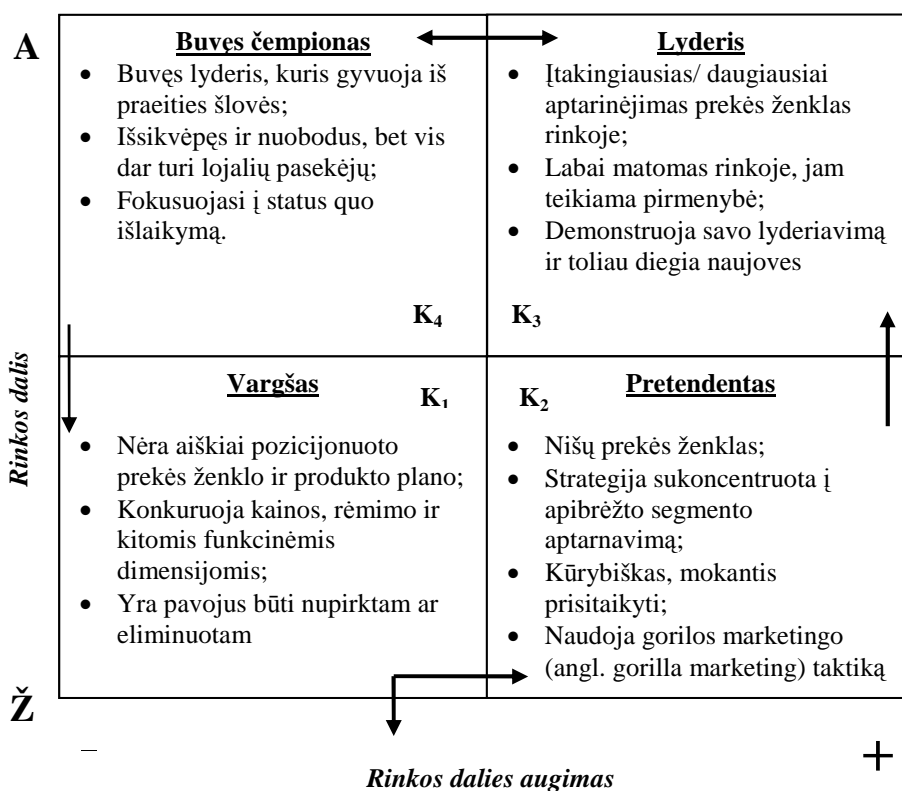 A
Buvęs čempionas
• Buvęs lyderis, kuris gyvuoja iš
praeities šlovės;
• Išsikvėpęs ir nuobodus, bet vis
dar turi lojalių pasekėjų;
• Fokusuojasi į status quo
išlaikymą.
K4
Lyderis
• Įtakingiausias/ daugiausiai
aptarinėjimas prekės ženklas
rinkoje;
• Labai matomas rinkoje, jam
teikiama pirmenybė;
• Demonstruoja savo lyderiavimą
ir toliau diegia naujoves
K3
Rinkos dalis
Vargšas
K1
• Nėra aiškiai pozicijonuoto
prekės ženklo ir produkto plano;
• Konkuruoja kainos, rėmimo ir
kitomis funkcinėmis
dimensijomis;
• Yra pavojus būti nupirktam ar
eliminuotam
K2
Pretendentas
• Nišų prekės ženklas;
• Strategija sukoncentruota į
apibrėžto segmento
aptarnavimą;
• Kūrybiškas, mokantis
prisitaikyti;
• Naudoja gorilos marketingo
(angl. gorilla marketing) taktiką
Ž
– +
Rinkos dalies augimas